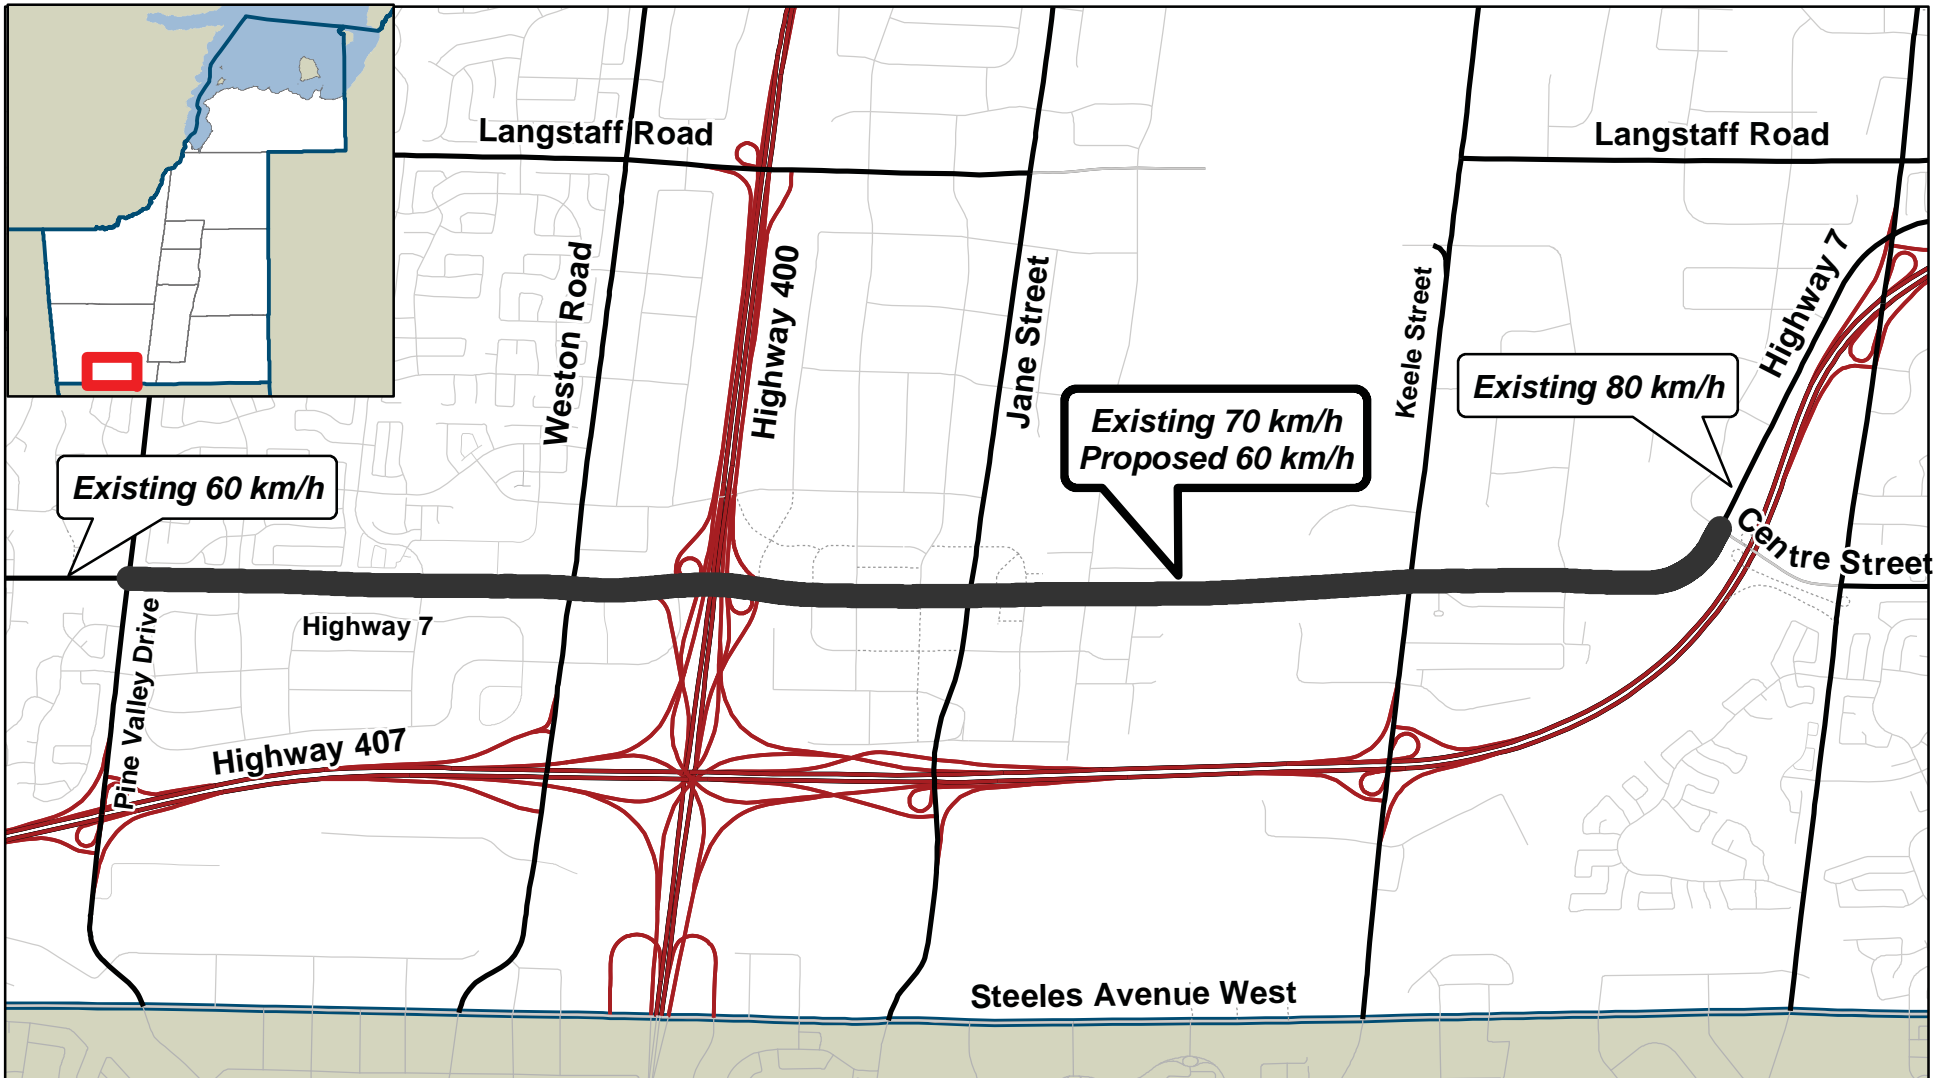 Langstaff Road
Langstaff Road
Weston Road
Highway 400
Jane Street
Keele Street
Highway 7
Existing 80 km/h
Existing 70 km/h
Proposed 60 km/h
Existing 60 km/h
Centre Street
Highway 7
Pine Valley Drive
Highway 407
Steeles Avenue West